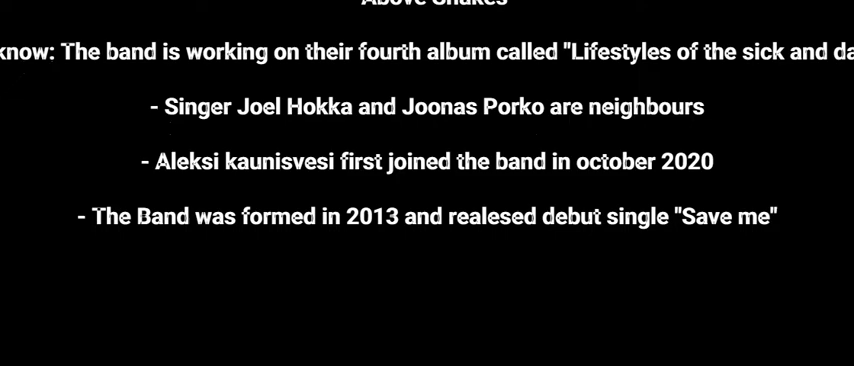 Above Snakes
know: The band is working on their fourth album called "Lifestyles of the sick and da
- Singer Joel Hokka and Joonas Porko are neighbours
- Aleksi kaunisvesi first joined the band in october 2020
- The Band was formed in 2013 and realesed debut single "Save me"